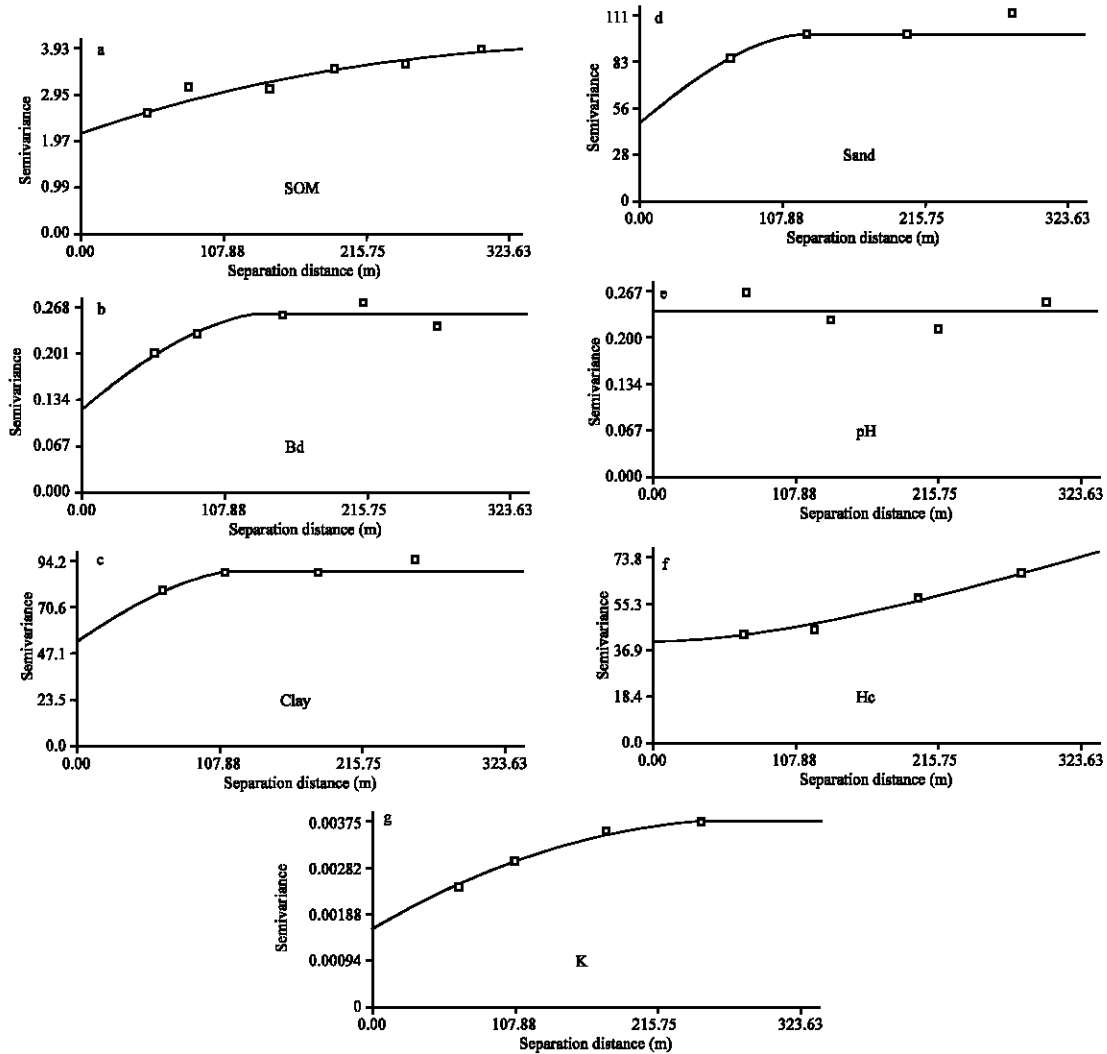 a
3.93
2.95
1.97
0.99
0.00
Semivariance
SOM
0.00 107.88 215.75 323.63
Separation distance (m)
d
111
83
56
28
0
Semivariance
Sand
0.00 107.88 215.75 323.63
Separation distance (m)
b
0.268
0.201
0.134
0.067
0.000
Semivariance
Bd
0.00 107.88 215.75 323.63
Separation distance (m)
e
0.267
0.200
0.134
0.067
0.000
Semivariance
pH
0.00 107.88 215.75 323.63
Separation distance (m)
c
94.2
70.6
47.1
23.5
0.0
Semivariance
Clay
0.00 107.88 215.75 323.63
Separation distance (m)
f
73.8
55.3
36.9
18.4
0.0
Semivariance
Hc
0.00 107.88 215.75 323.63
Separation distance (m)
g
0.00375
0.00282
0.00188
0.00094
0
Semivariance
K
0.00 107.88 215.75 323.63
Separation distance (m)